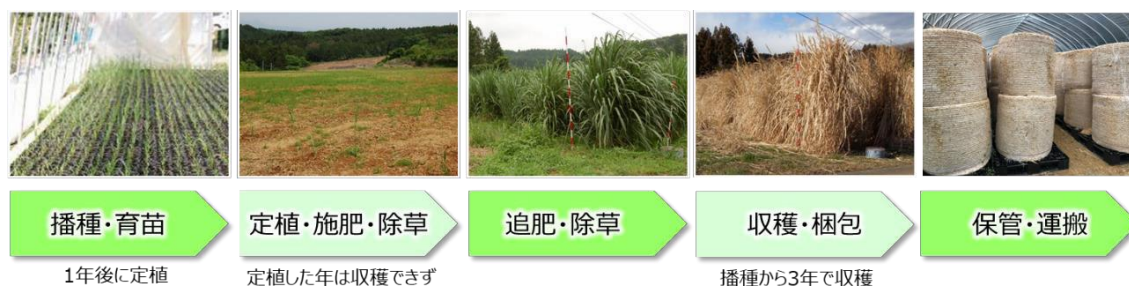 播種・育苗
定植・施肥・除草
追肥・除草
収穫・梱包
保管・運搬
1年後に定植
定植した年は収穫できず
播種から3年で収穫